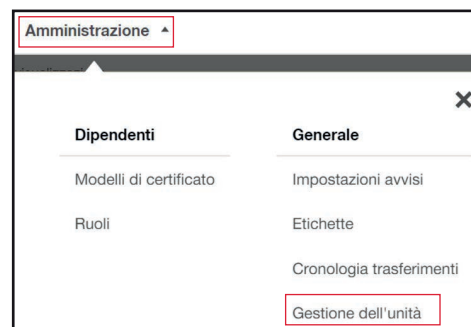 Amministrazione ▲
Dipendenti
Modelli di certificato
Ruoli
Generale
Impostazioni avvisi
Etichette
Cronologia trasferimenti
Gestione dell'unità